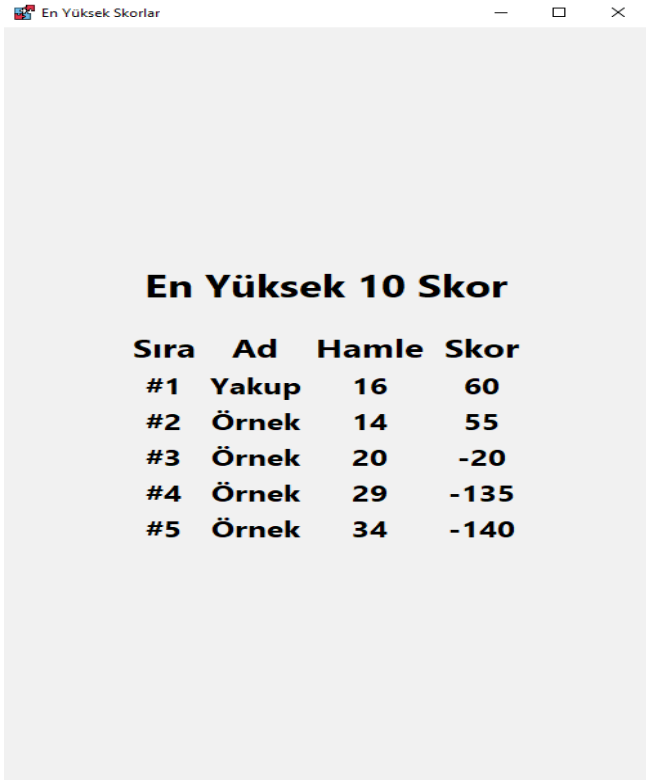 En Yüksek Skorlar
En Yüksek 10 Skor
Sıra Ad Hamle Skor
#1 Yakup 16 60
#2 Örnek 14 55
#3 Örnek 20 -20
#4 Örnek 29 -135
#5 Örnek 34 -140